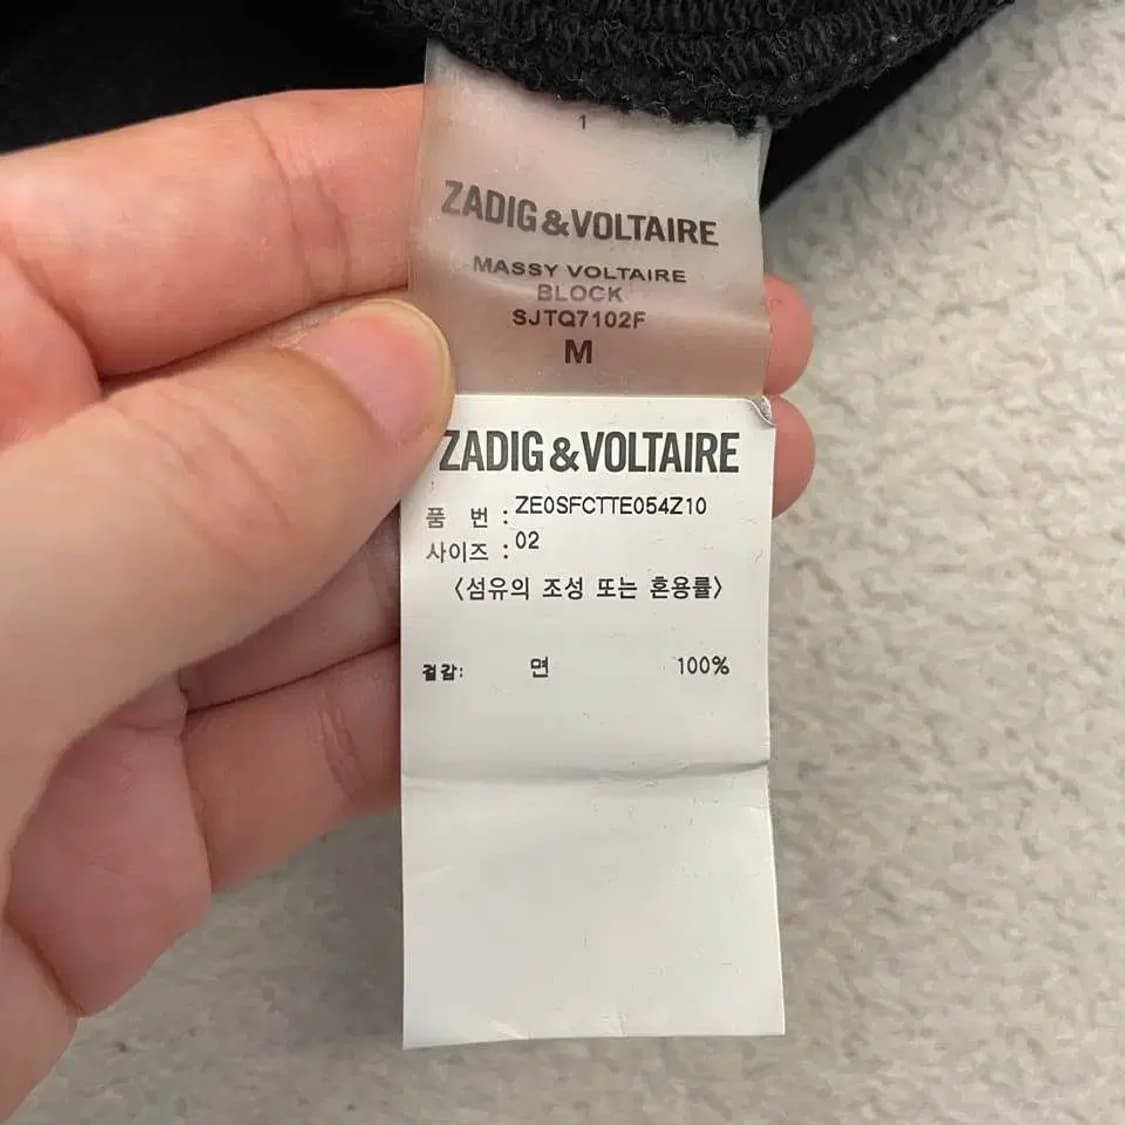 1
ZADIG & VOLTAIRE
MASSY VOLTAIRE
BLOCK
SJTQ7102F
M
ZADIG & VOLTAIRE
품 번 : ZE0SFCTTE054Z10
사이즈 : 02
<섬유의 조성 또는 혼용률>
겉감: 면 100%